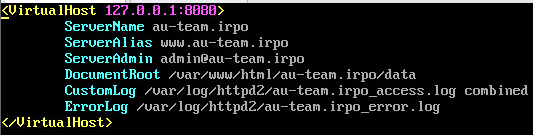 <VirtualHost 127.0.0.1:8080>
ServerName au-team.irpo
ServerAlias www.au-team.irpo
ServerAdmin admin@au-team.irpo
DocumentRoot /var/www/html/au-team.irpo/data
CustomLog /var/log/httpd2/au-team.irpo_access.log combined
ErrorLog /var/log/httpd2/au-team.irpo_error.log
</VirtualHost>